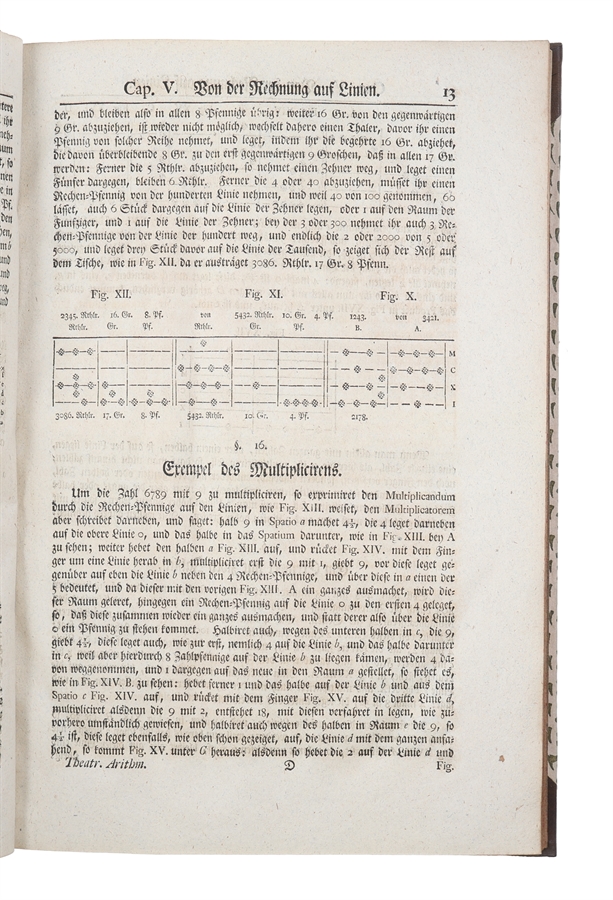 Cap. V. Von der Rechnung auf Linien. 13
der, und bleiben also in allen 8 Pfennige übrig: weiter 16 Gr. von den gegenwärtigen
9 Gr. abzuziehen, ist wieder nicht möglich, wechselt dahero einen Thaler, davor ihr einen
Pfennig von solcher Reihe nehmet, und leget, indem ihr die begehrte 16 Gr. abziehet,
die davon überbleibende 8 Gr. zu den erst gegenwärtigen 9 Groschen, daß in allen 17 Gr.
werden: Ferner die 5 Rthlr. abzuziehen, so nehmet einen Zehner weg, und leget einen
Fünfer dargegen, bleiben 6 Rthlr. Ferner die 4 oder 40 abzuziehen, müsset ihr einen
Rechen-Pfennig von der hunderten Linie nehmen, und weil 40 von 100 genommen, 60
lässet, auch 6 Stück dargegen auf die Linie der Zehner legen, oder 1 auf den Raum der
Funfziger, und 1 auf die Linie der Zehner; bey der 3 oder 300 nehmet ihr auch 3 Re-
chen-Pfennige von der Linie der hundert weg, und endlich die 2 oder 2000 von 5 oder
5000, und leget drey Stück davor auf die Linie der Tausend, so zeiget sich der Rest auf
dem Tische, wie in Fig. XII. da er austräget 3086. Rthlr. 17 Gr. 8 Pfenn.
Fig. XII. Fig. XI. Fig. X.
2345. Rthlr. 16. Gr. 8. Pf. von 5432. Rthlr. 10. Gr. 4. Pf. 1243. von 3421.
Rthlr. Gr. Pf. Rthlr. Gr. Pf. B. A.
M
C
X
I
3086. Rthlr. 17. Gr. 8. Pf. 5432. Rthlr. 10. Gr. 4. Pf. 2178.
§. 16.
Exempel des Multiplicirens.
Um die Zahl 6789 mit 9 zu multipliciren, so exprimiret den Multiplicandum
durch die Rechen-Pfennige auf den Linien, wie Fig. XIII. weiset, den Multiplicatorem
aber schreibet darneben, und saget: halb 9 in Spatio a machet 4½, die 4 leget darneben
auf die obere Linie o, und das halbe in das Spatium darunter, wie in Fig. XIII. bey A
zu sehen; weiter hebet den halben a Fig. XIII. auf, und rücket Fig. XIV. mit dem Fin-
ger um eine Linie herab in b, multipliciret erst die 9 mit 1, giebt 9, vor diese leget ge-
genüber auf eben die Linie b neben den 4 Rechen-Pfennige, und über diese in a einen der
5 bedeutet, und da dieser mit den vorigen Fig. XIII. A ein ganzes ausmachet, wird die-
ser Raum geleret, hingegen ein Rechen-Pfennig auf die Linie o zu den ersten 4 geleget,
so, daß diese zusammen wieder ein ganzes ausmachen, und statt derer also über die Linie
o ein Pfennig zu stehen kommet. Halbiret auch, wegen des unteren halben in c, die 9,
giebt 4½, diese leget auch, wie zur erst, nemlich 4 auf die Linie b, und das halbe darunter
in c, weil aber hierdurch 8 Zahlpfennige auf der Linie b zu liegen kämen, werden 4 da-
von weggenommen, und 1 dargegen auf das neue in den Raum a gestellet, so stehet es,
wie in Fig. XIV. B. zu sehen: hebet ferner 1 und das halbe auf der Linie b und aus dem
Spatio c Fig. XIV. auf, und rücket mit dem Finger Fig. XV. auf die dritte Linie d,
multipliciret alsdenn die 9 mit 2, entstehet 18, mit diesen verfahret in legen, wie zu-
vorhero umständlich gewiesen, und halbiret auch wegen des halben in Raum e die 9, so
4½ ist, diese leget ebenfalls, wie oben schon gezeiget, auf, die Linie d mit dem ganzen anfa-
hend, so kommt Fig. XV. unter G heraus: alsdenn so hebet die 2 auf der Linie d und
Theatr. Arithm. D Fig.